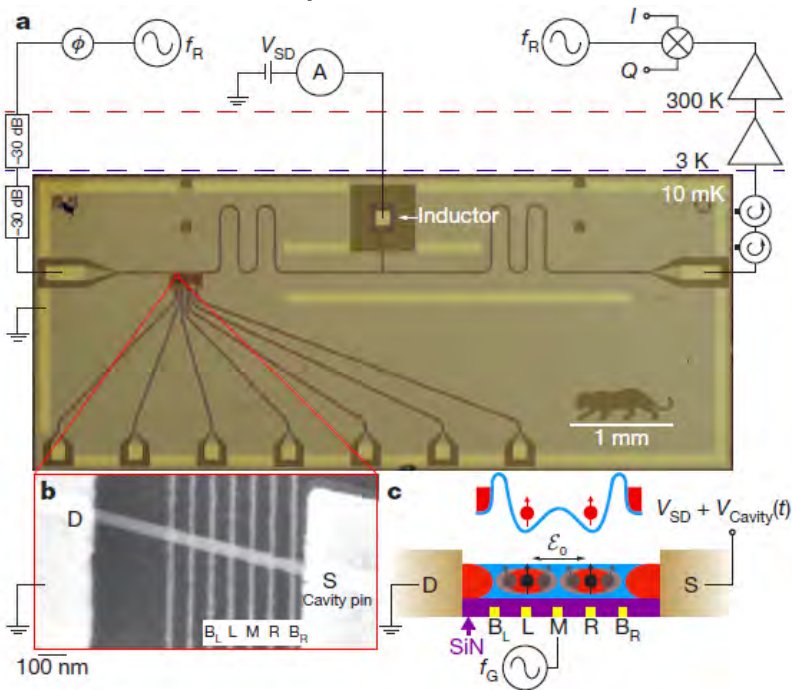 a
ϕ
f_R
V_SD
A
f_R
I
Q
300 K
3 K
-30 dB
-30 dB
10 mK
Inductor
1 mm
b
D
S
Cavity pin
B_L L M R B_R
100 nm
c
V_SD + V_Cavity(t)
ℰ_0
D
S
B_L L M R B_R
SiN
f_G